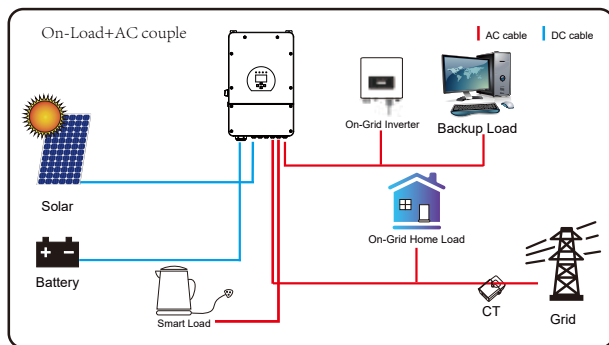 On-Load+AC couple
AC cable
DC cable
On-Grid Inverter
Backup Load
Solar
On-Grid Home Load
Battery
Smart Load
CT
Grid